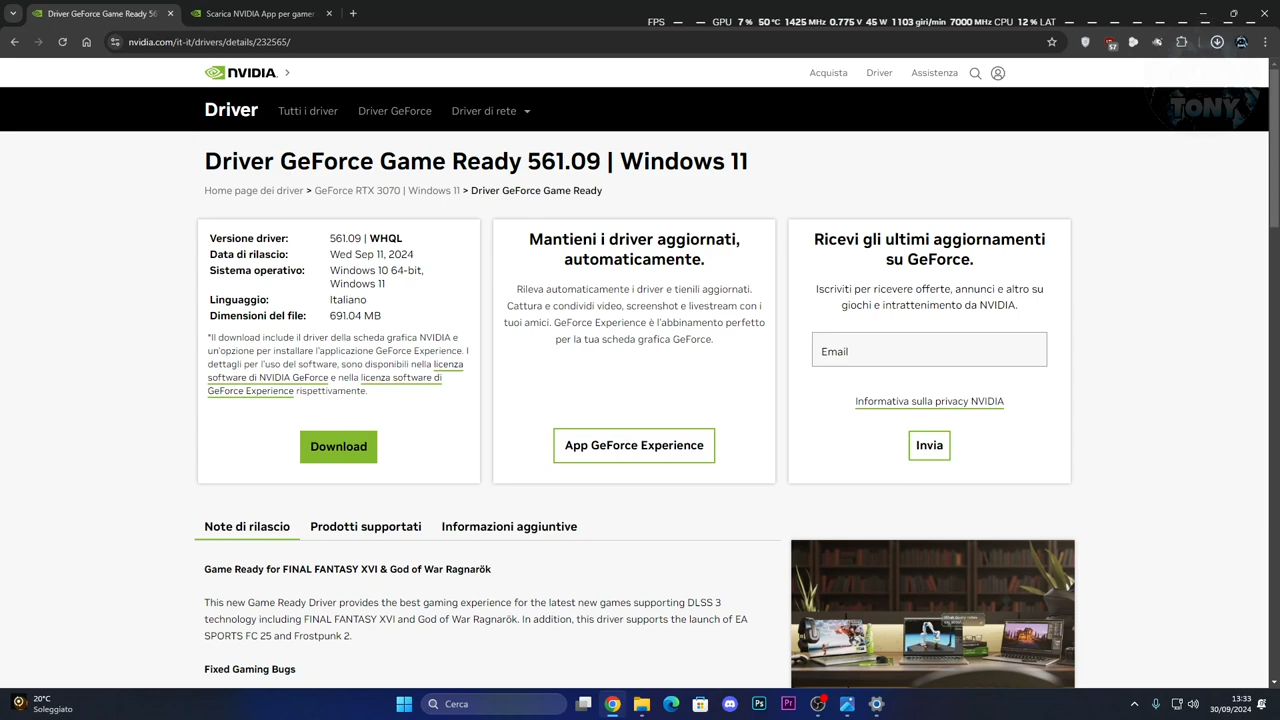 Driver GeForce Game Ready 56
Scarica NVIDIA App per gamer
FPS — — GPU 7 % 50 °C 1425 MHz 0.775 V 45 W 1103 giri/min 7000 MHz CPU 12 % LAT —
nvidia.com/it-it/drivers/details/232565/
57
NVIDIA.
Acquista Driver Assistenza
TONY
Driver Tutti i driver Driver GeForce Driver di rete
Driver GeForce Game Ready 561.09 | Windows 11
Home page dei driver > GeForce RTX 3070 | Windows 11 > Driver GeForce Game Ready
Versione driver: 561.09 | WHQL
Data di rilascio: Wed Sep 11, 2024
Sistema operativo: Windows 10 64-bit,
Windows 11
Linguaggio: Italiano
Dimensioni del file: 691.04 MB
*Il download include il driver della scheda grafica NVIDIA e
un'opzione per installare l'applicazione GeForce Experience. I
dettagli per l'uso del software, sono disponibili nella licenza
software di NVIDIA GeForce e nella licenza software di
GeForce Experience rispettivamente.
Download
Mantieni i driver aggiornati,
automaticamente.
Rileva automaticamente i driver e tienili aggiornati.
Cattura e condividi video, screenshot e livestream con i
tuoi amici. GeForce Experience è l'abbinamento perfetto
per la tua scheda grafica GeForce.
App GeForce Experience
Ricevi gli ultimi aggiornamenti
su GeForce.
Iscriviti per ricevere offerte, annunci e altro su
giochi e intrattenimento da NVIDIA.
Email
Informativa sulla privacy NVIDIA
Invia
Note di rilascio Prodotti supportati Informazioni aggiuntive
Game Ready for FINAL FANTASY XVI & God of War Ragnarök
This new Game Ready Driver provides the best gaming experience for the latest new games supporting DLSS 3
technology including FINAL FANTASY XVI and God of War Ragnarök. In addition, this driver supports the launch of EA
SPORTS FC 25 and Frostpunk 2.
Fixed Gaming Bugs
20°C
Soleggiato
Cerca
Ps
Pr
13:33
30/09/2024